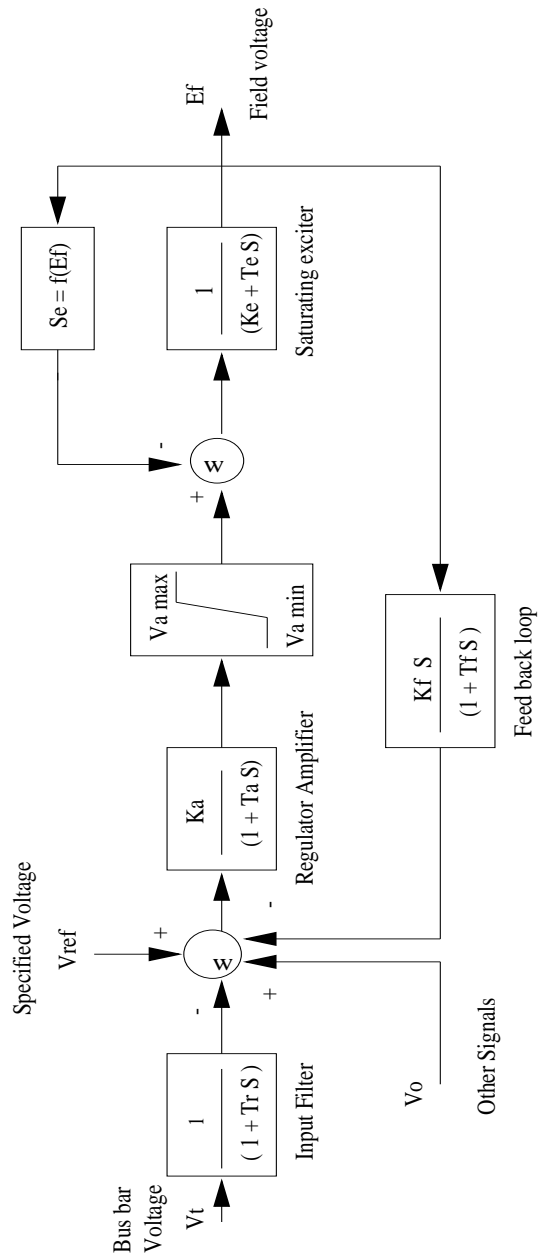 Bus bar
Voltage
Vt
1
( 1 + Tr S )
Input Filter
Specified Voltage
Vref
+
-
+
-
w
Vo
Other Signals
Ka
(1 + Ta S)
Regulator Amplifier
Va max
Va min
+
-
w
Se = f(Ef)
1
(Ke + Te S)
Saturating exciter
Ef
Field voltage
Kf S
(1 + Tf S )
Feed back loop